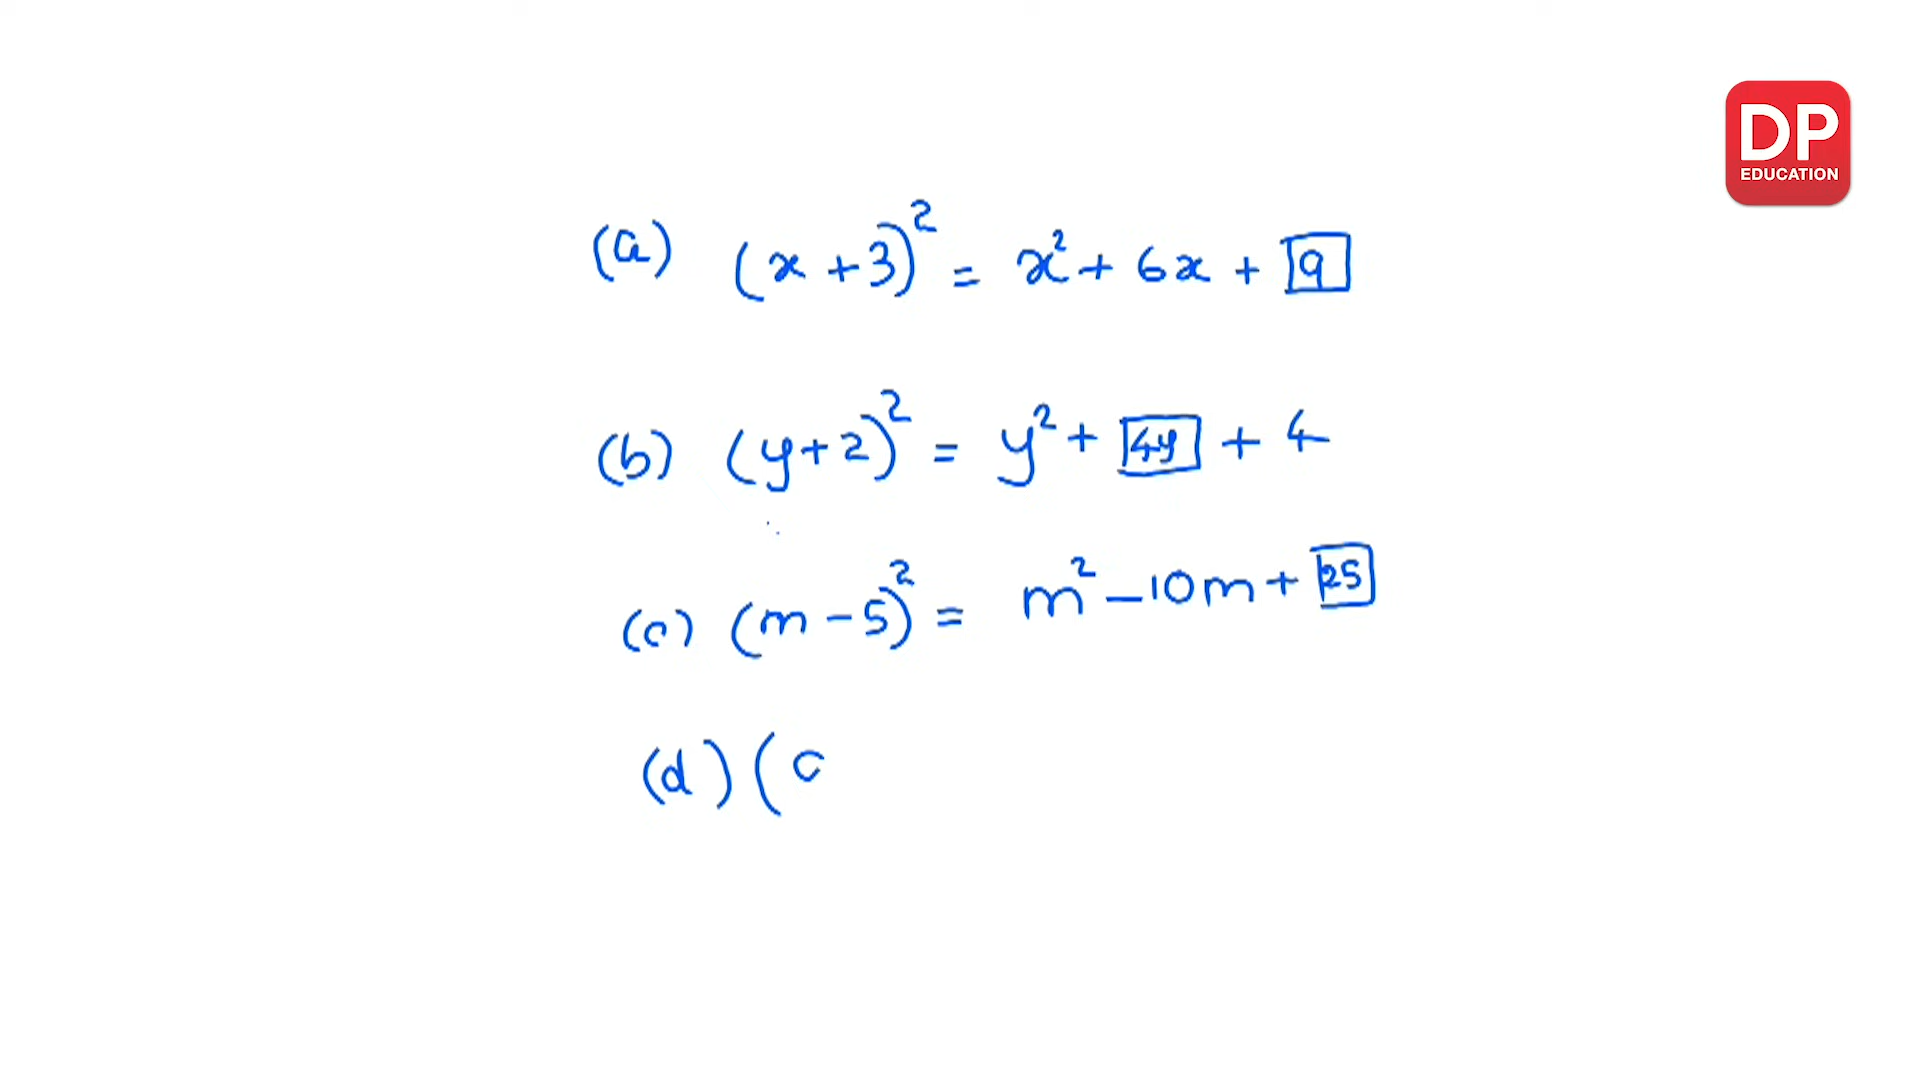 DP
EDUCATION
(a) (x + 3)² = x² + 6x + 9
(b) (y + 2)² = y² + 4y + 4
(c) (m - 5)² = m² - 10m + 25
(d) (